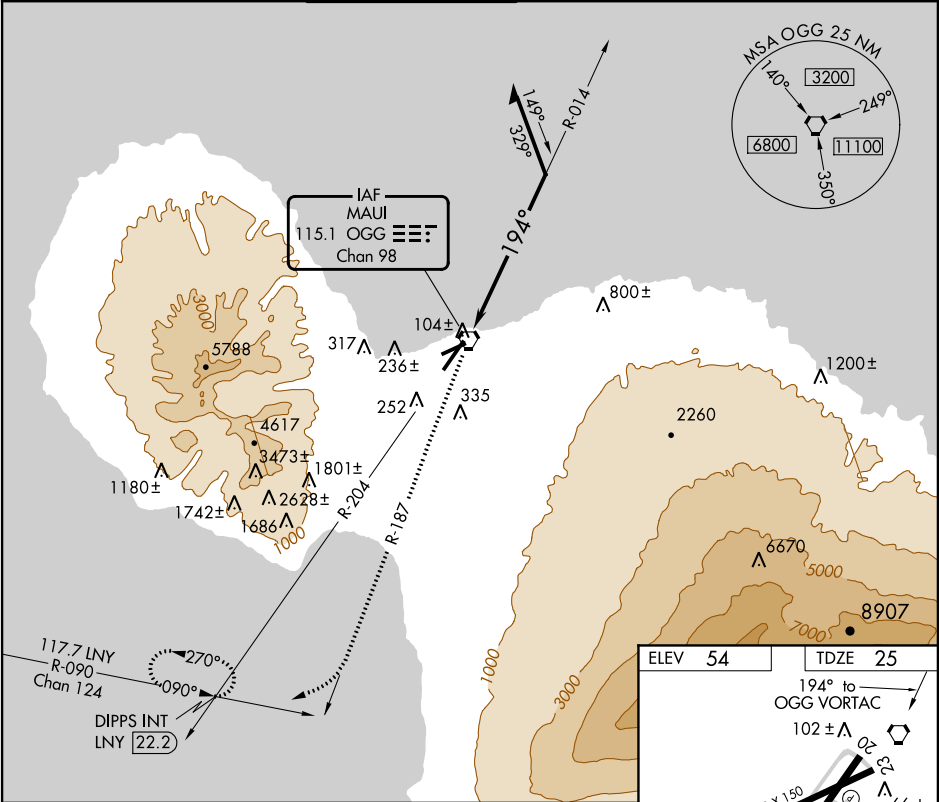 MSA OGG 25 NM
140°
3200
249°
6800
11100
350°
149°
329°
R-014
IAF
MAUI
115.1 OGG
Chan 98
194°
3000
5788
317
104±
236±
800±
1200±
252
335
2260
4617
3473±
1180±
1801±
1742±
2628±
1686
1000
R-204
R-187
6670
5000
7000
8907
1000
3000
117.7 LNY
R-090
Chan 124
270°
090°
DIPPS INT
LNY 22.2
ELEV 54
TDZE 25
194° to
OGG VORTAC
102 ±
20
23
X 150
P